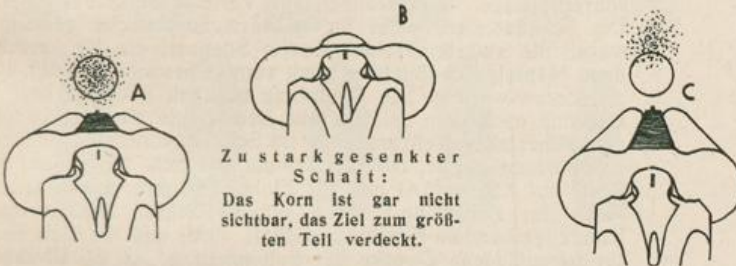 A
B
C
Zu stark gesenkter
Schaft:
Das Korn ist gar nicht
sichtbar, das Ziel zum größ-
ten Teil verdeckt.